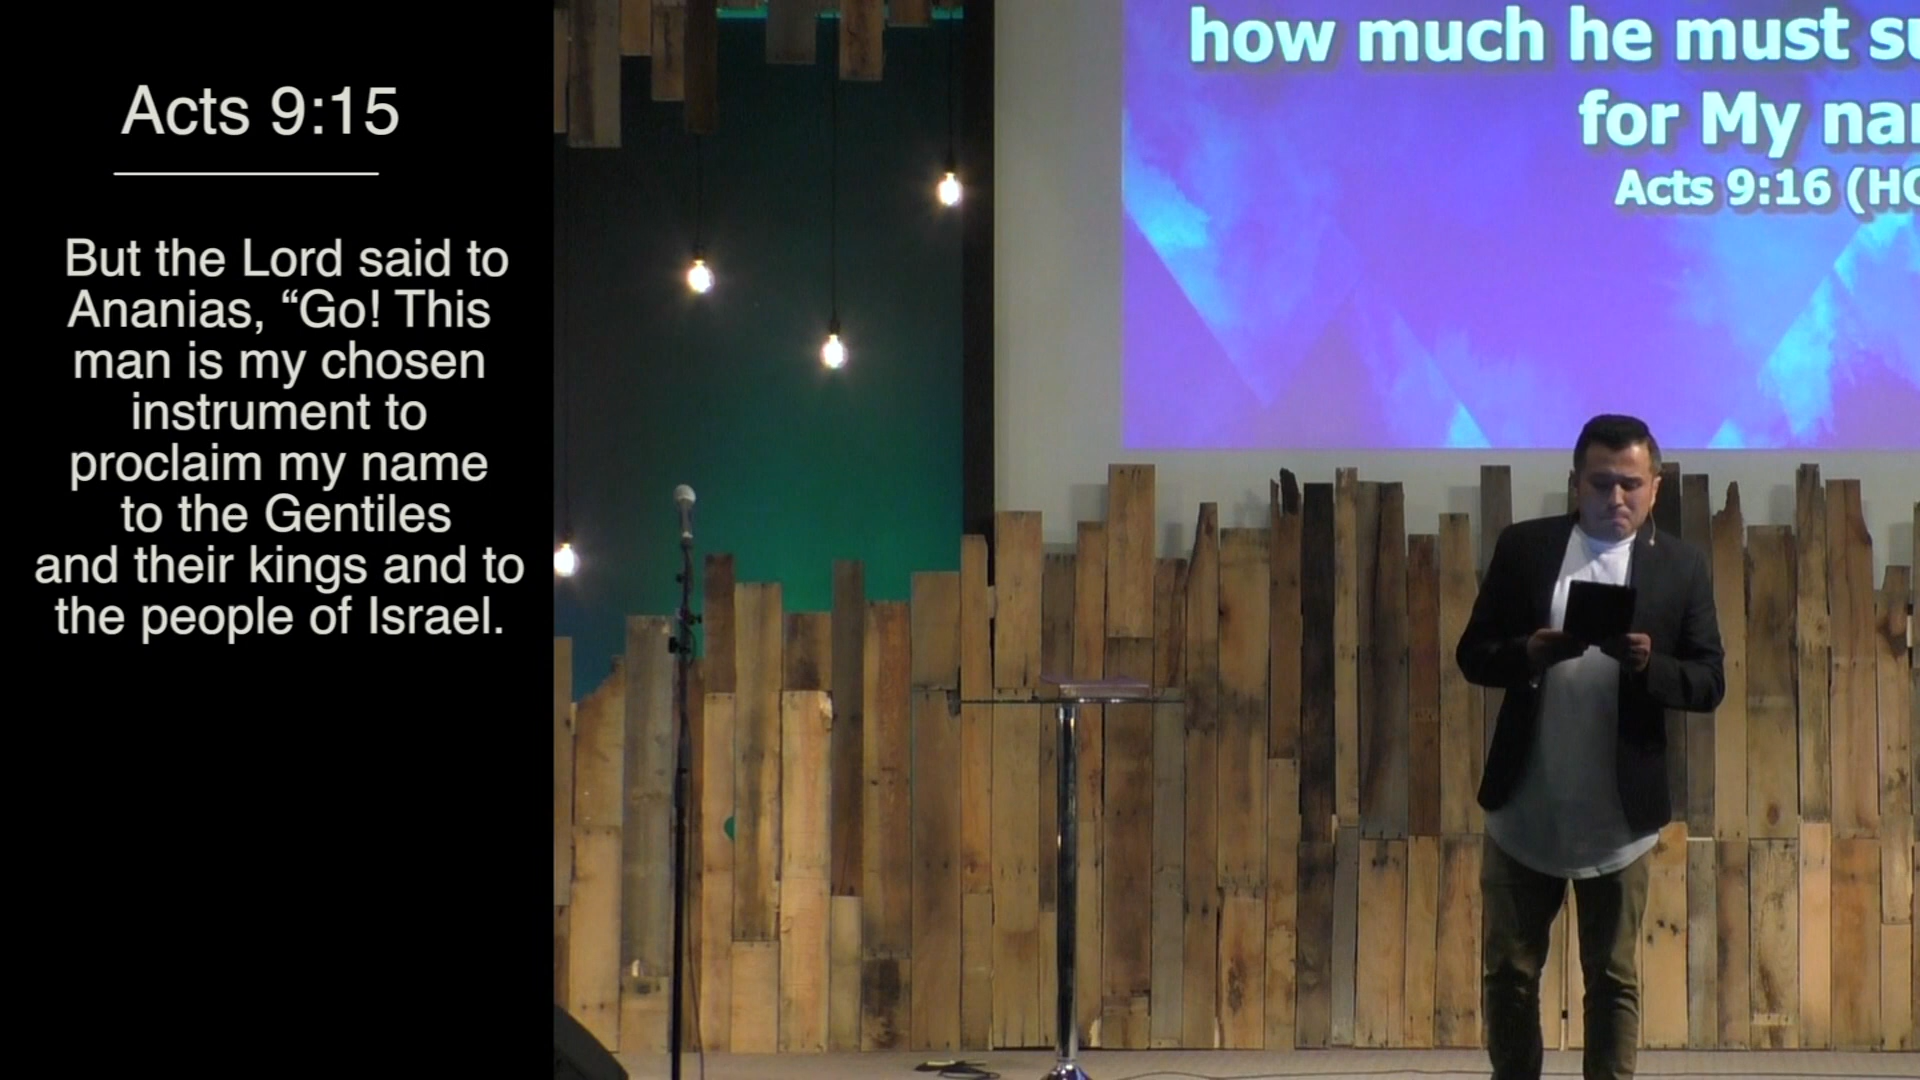 Acts 9:15
But the Lord said to
Ananias, “Go! This
man is my chosen
instrument to
proclaim my name
to the Gentiles
and their kings and to
the people of Israel.
how much he must
for My
Acts 9:16